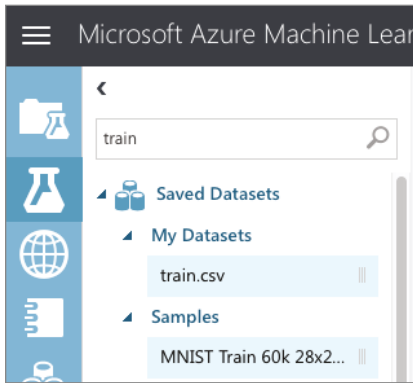 Microsoft Azure Machine Lear
train
Saved Datasets
My Datasets
train.csv
Samples
MNIST Train 60k 28x2...